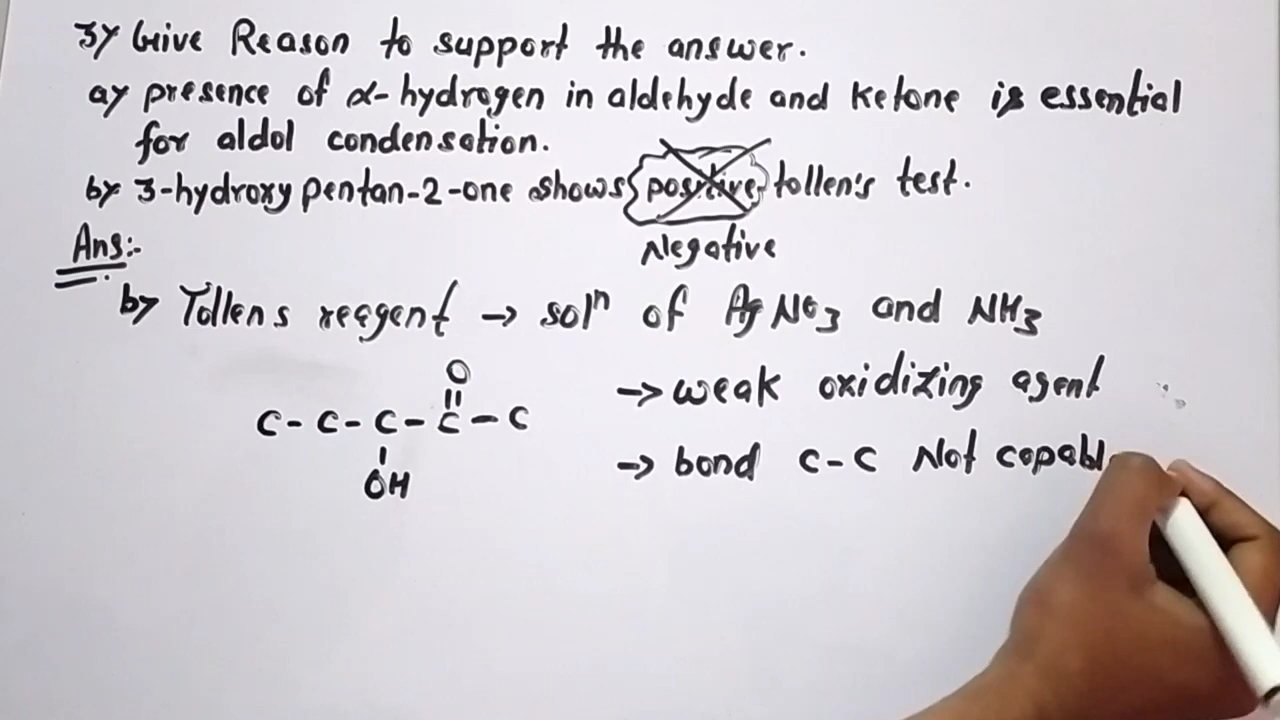 3) Give Reason to support the answer.
a) presence of α-hydrogen in aldehyde and Ketone is essential
for aldol condensation.
b) 3-hydroxy pentan-2-one shows positive tollen's test.
Negative
Ans:-
b) Tollens reagent → solⁿ of AgNO3 and NH3
O
C-C-C-C-C
OH
→ weak oxidizing agent
→ bond C-C Not capabl